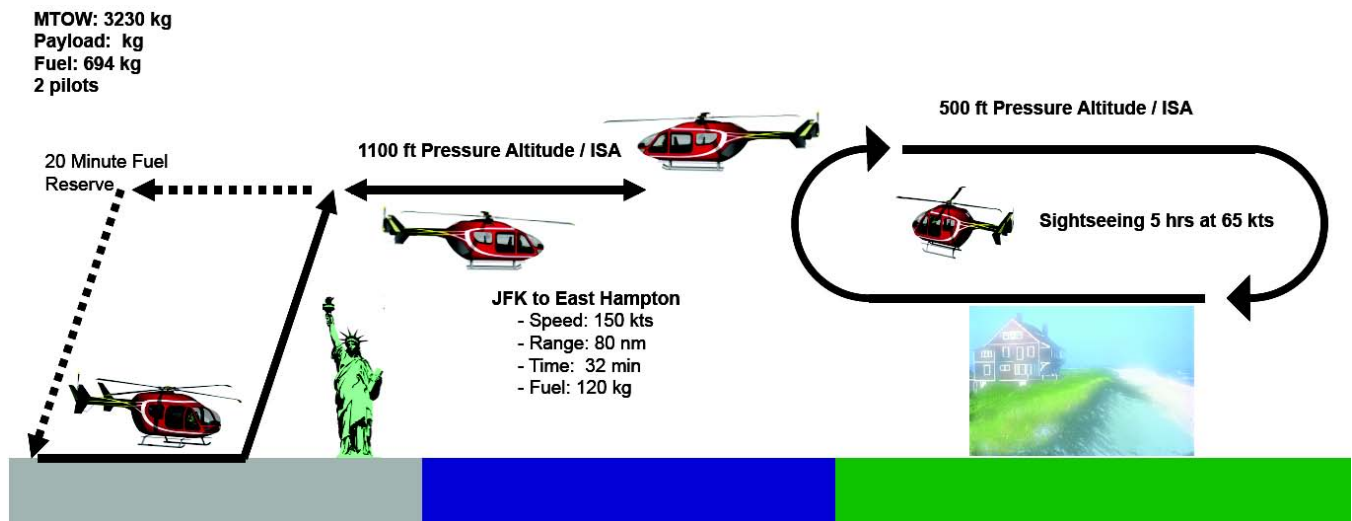 MTOW: 3230 kg
Payload:  kg
Fuel: 694 kg
2 pilots
20 Minute Fuel
Reserve
1100 ft Pressure Altitude / ISA
500 ft Pressure Altitude / ISA
Sightseeing 5 hrs at 65 kts
JFK to East Hampton
- Speed: 150 kts
- Range: 80 nm
- Time: 32 min
- Fuel: 120 kg